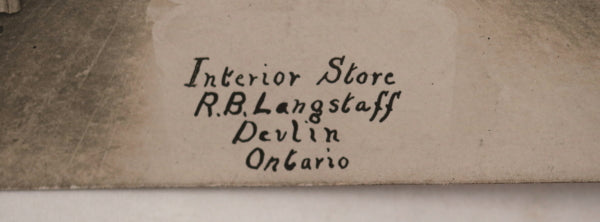 Interior Store
R.B. Langstaff
Devlin
Ontario